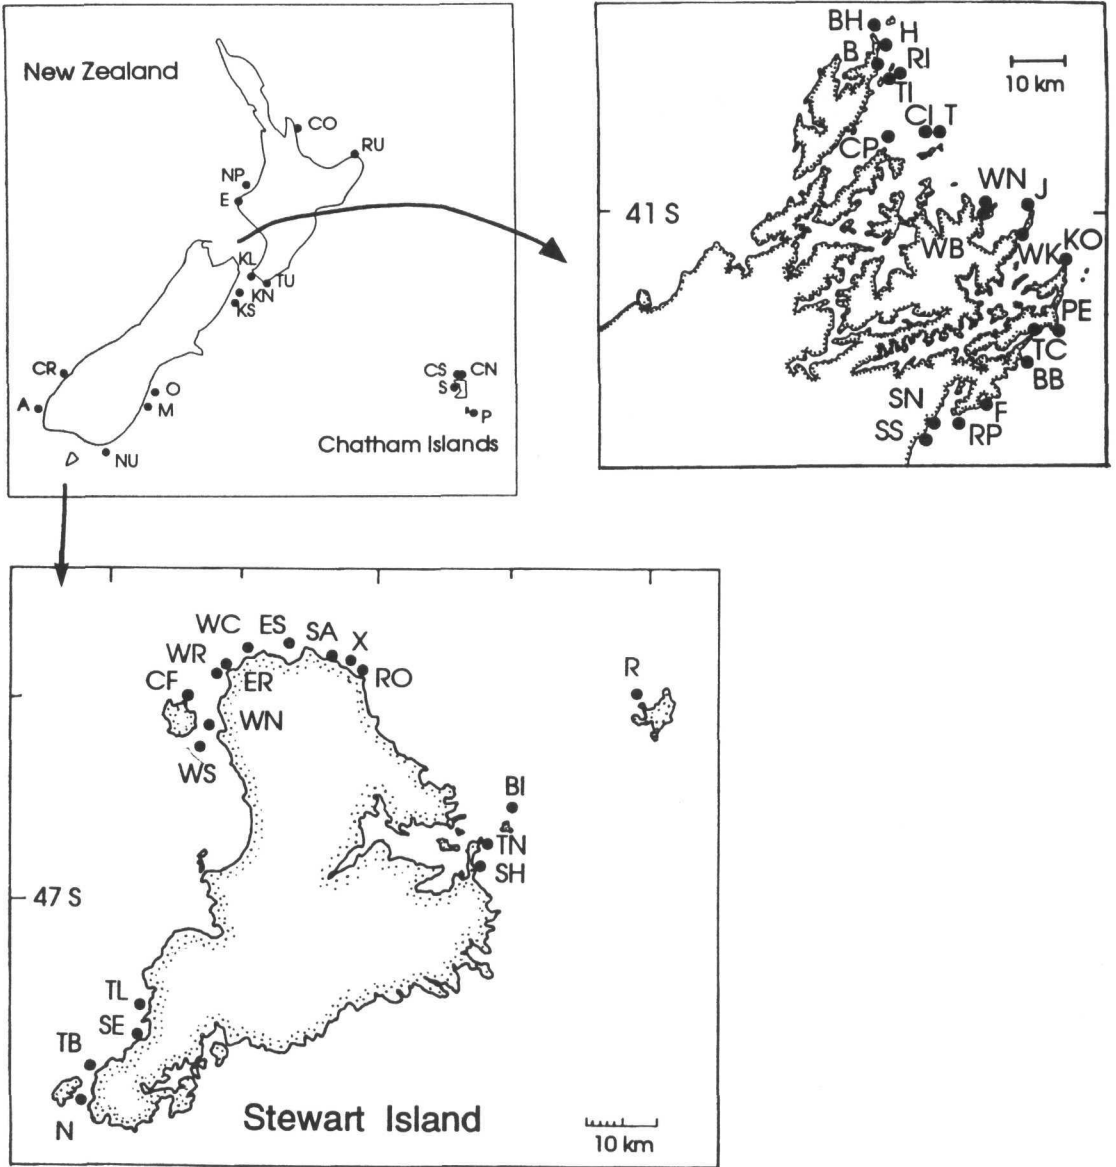 New Zealand
CO
RU
NP
E
KL
TU
KN
KS
CR
O
A
M
NU
CS
CN
S
P
Chatham Islands
BH
H
B
RI
TI
10 km
CI
T
CP
41 S
WN
J
WB
WK
KO
PE
TC
BB
SN
F
SS
RP
WC
ES
SA
X
WR
CF
ER
RO
R
WN
WS
BI
TN
SH
47 S
TL
SE
TB
N
Stewart Island
10 km